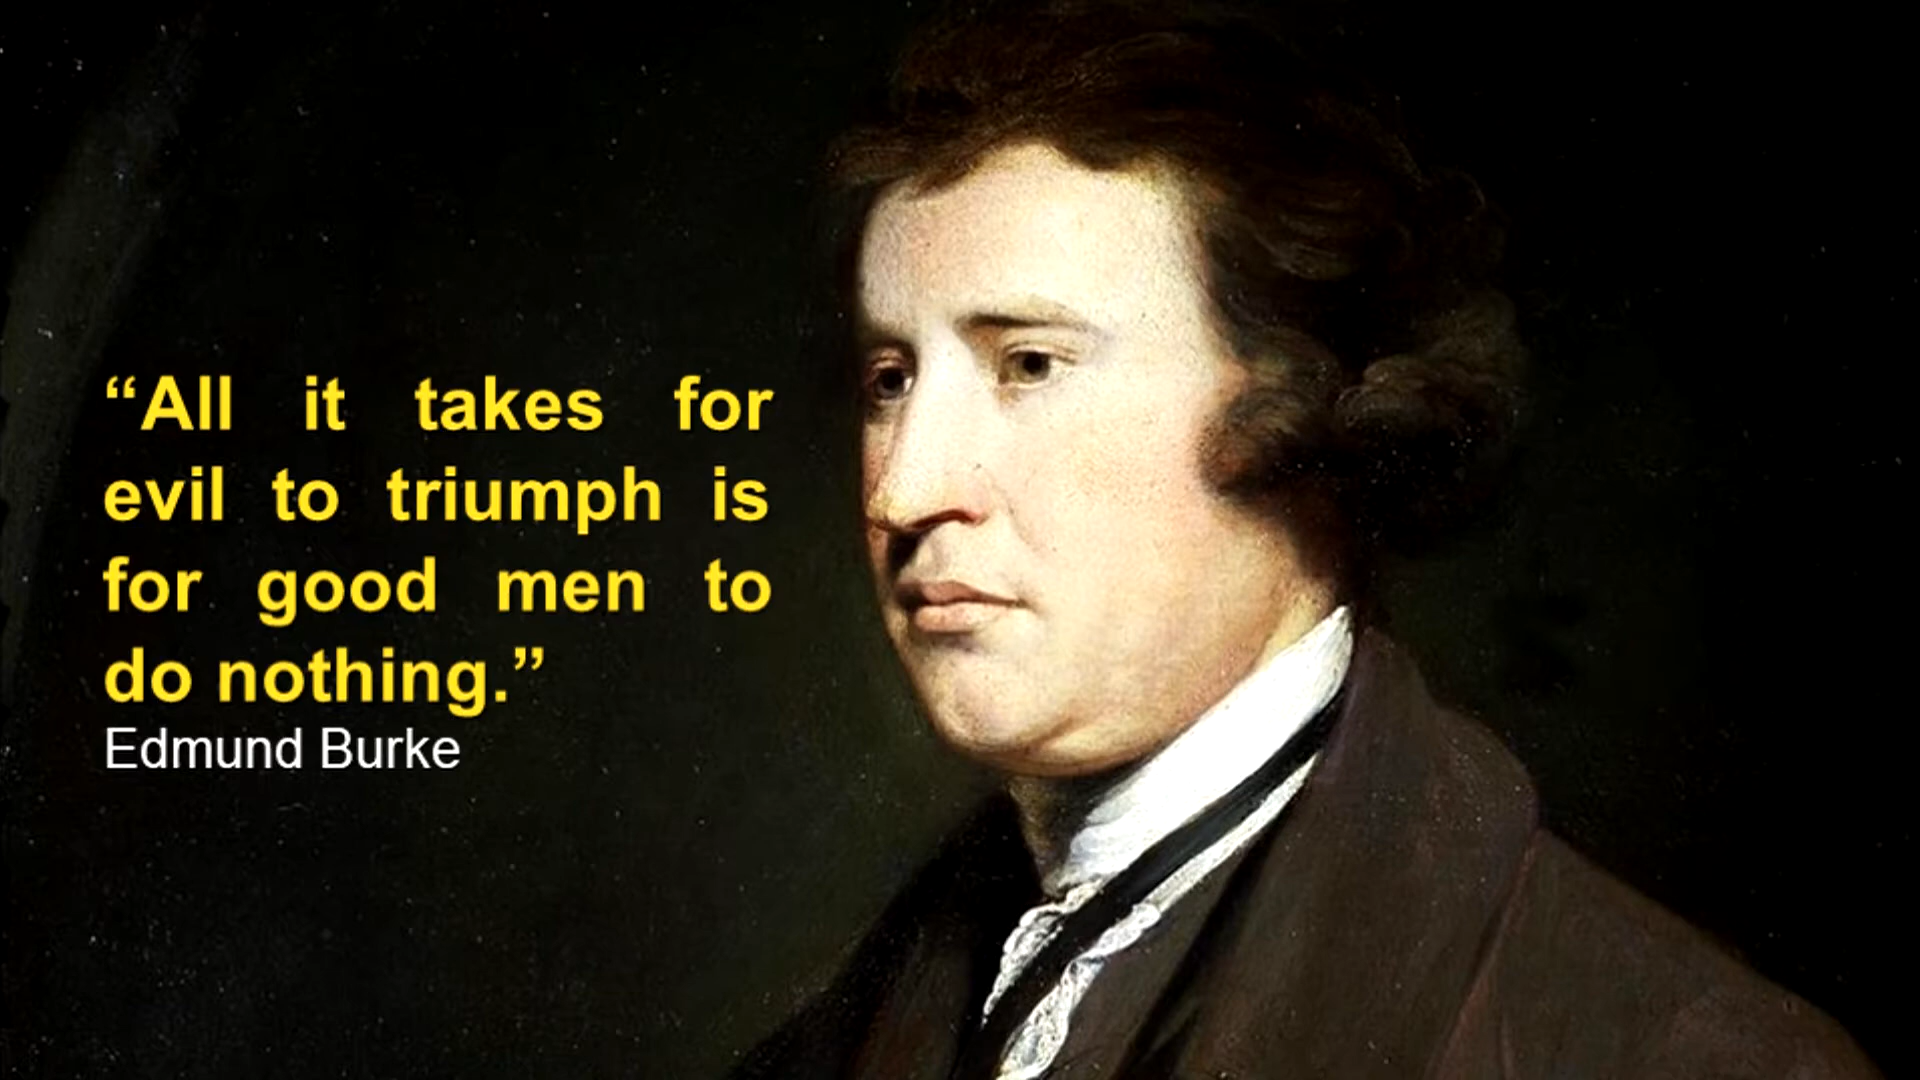 “All it takes for
evil to triumph is
for good men to
do nothing.”
Edmund Burke